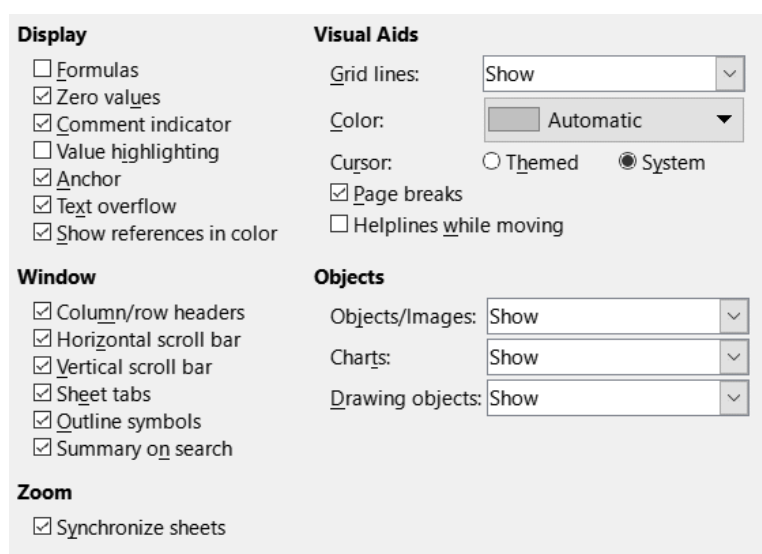 Display
Formulas
Zero values
Comment indicator
Value highlighting
Anchor
Text overflow
Show references in color
Window
Column/row headers
Horizontal scroll bar
Vertical scroll bar
Sheet tabs
Outline symbols
Summary on search
Zoom
Synchronize sheets
Visual Aids
Grid lines: Show
Color: Automatic
Cursor: Themed System
Page breaks
Helplines while moving
Objects
Objects/Images: Show
Charts: Show
Drawing objects: Show